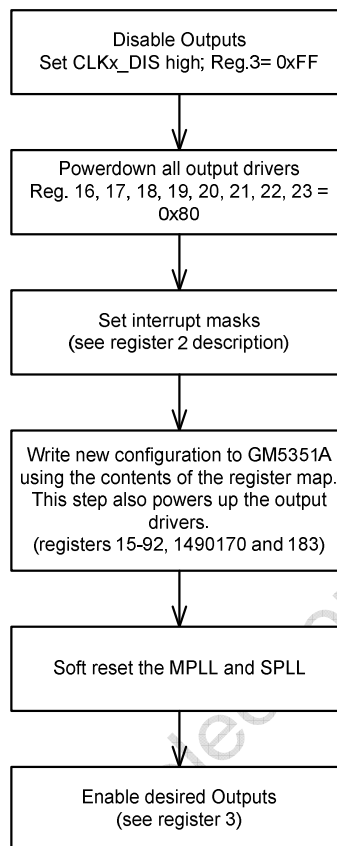 Disable Outputs
Set CLKx_DIS high; Reg.3= 0xFF
Powerdown all output drivers
Reg. 16, 17, 18, 19, 20, 21, 22, 23 =
0x80
Set interrupt masks
(see register 2 description)
Write new configuration to GM5351A
using the contents of the register map.
This step also powers up the output
drivers.
(registers 15-92, 1490170 and 183)
Soft reset the MPLL and SPLL
Enable desired Outputs
(see register 3)